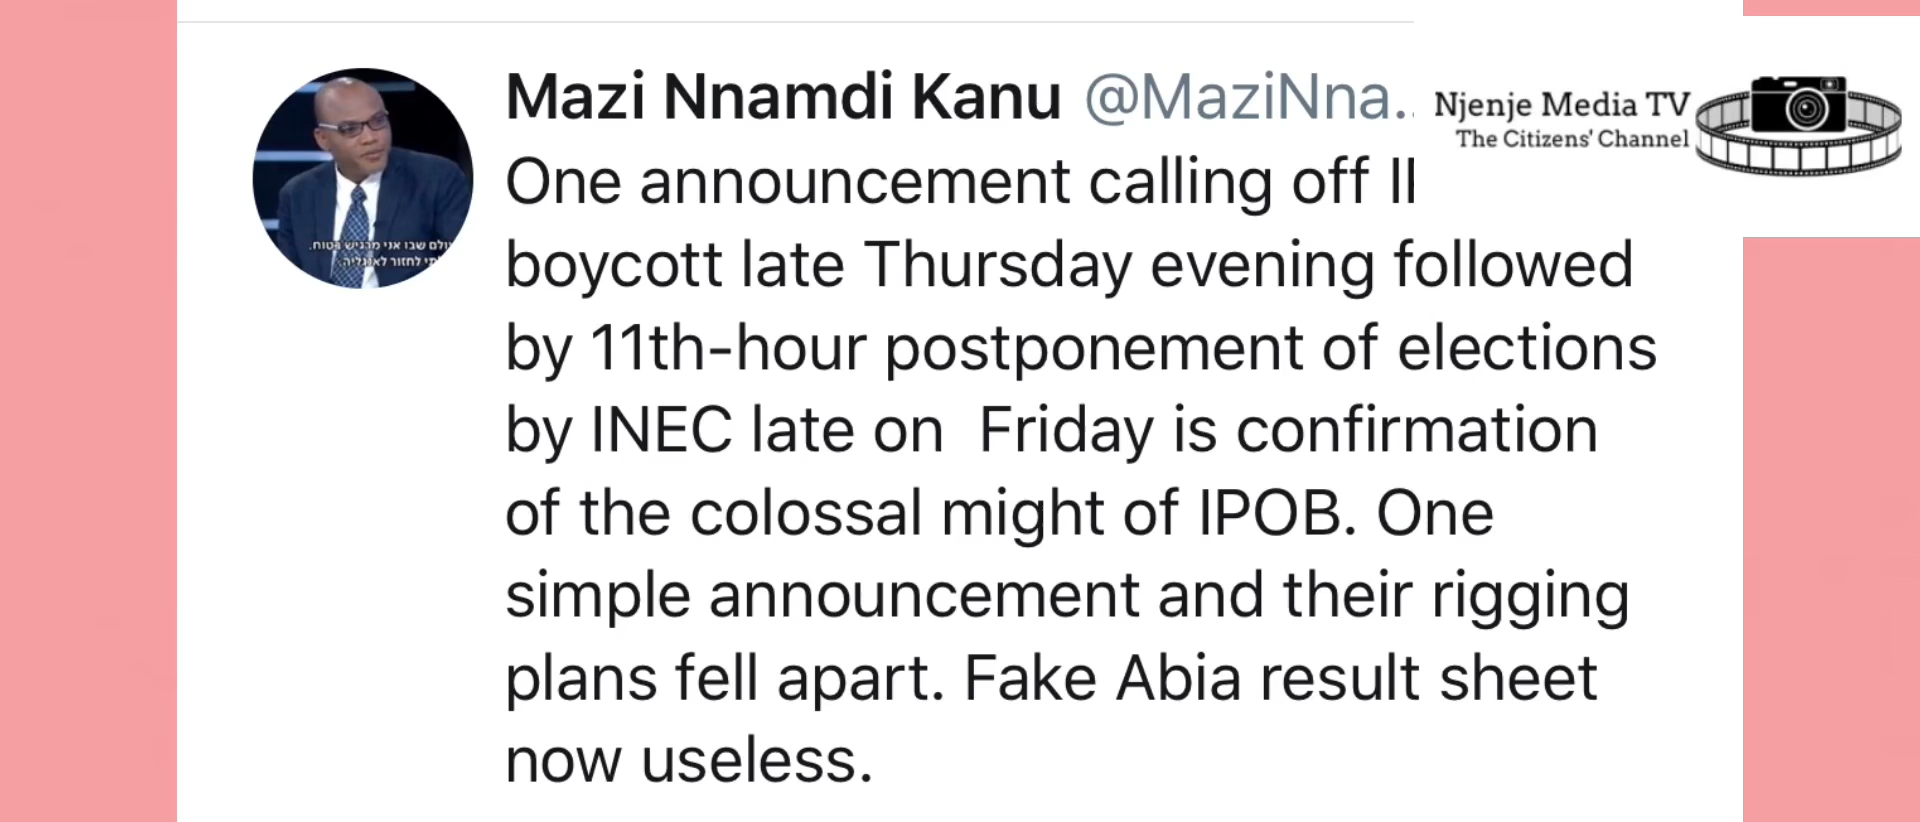 Mazi Nnamdi Kanu @MaziNna..
Njenje Media TV
The Citizens' Channel
One announcement calling off
boycott late Thursday evening followed
by 11th-hour postponement of elections
by INEC late on Friday is confirmation
of the colossal might of IPOB. One
simple announcement and their rigging
plans fell apart. Fake Abia result sheet
now useless.